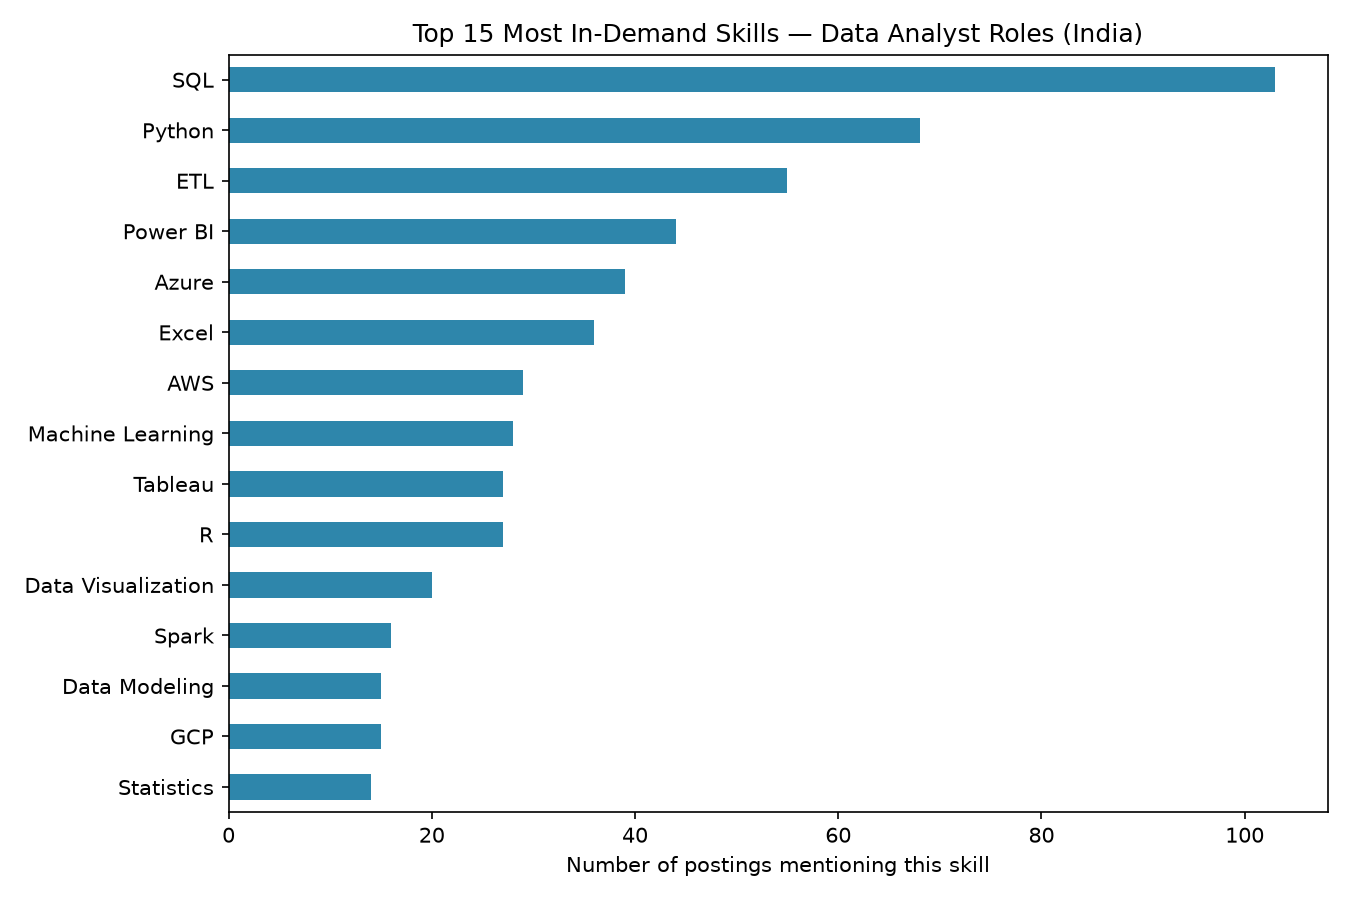 Top 15 Most In-Demand Skills — Data Analyst Roles (India)
SQL
Python
ETL
Power BI
Azure
Excel
AWS
Machine Learning
Tableau
R
Data Visualization
Spark
Data Modeling
GCP
Statistics
0 20 40 60 80 100
Number of postings mentioning this skill